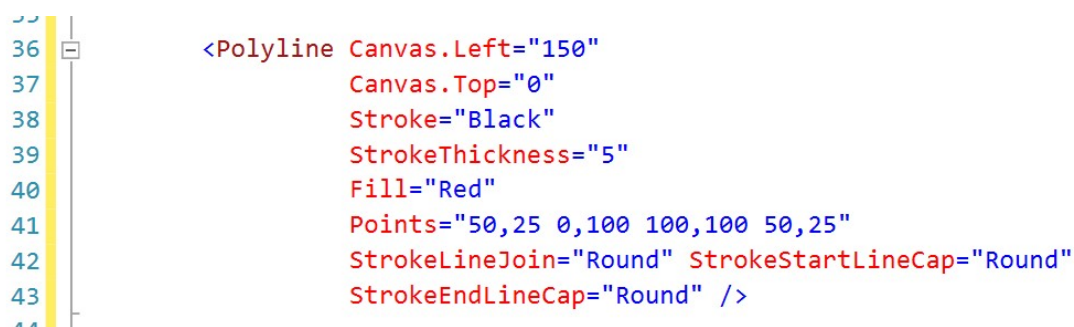 36 <Polyline Canvas.Left="150"
37 Canvas.Top="0"
38 Stroke="Black"
39 StrokeThickness="5"
40 Fill="Red"
41 Points="50,25 0,100 100,100 50,25"
42 StrokeLineJoin="Round" StrokeStartLineCap="Round"
43 StrokeEndLineCap="Round" />